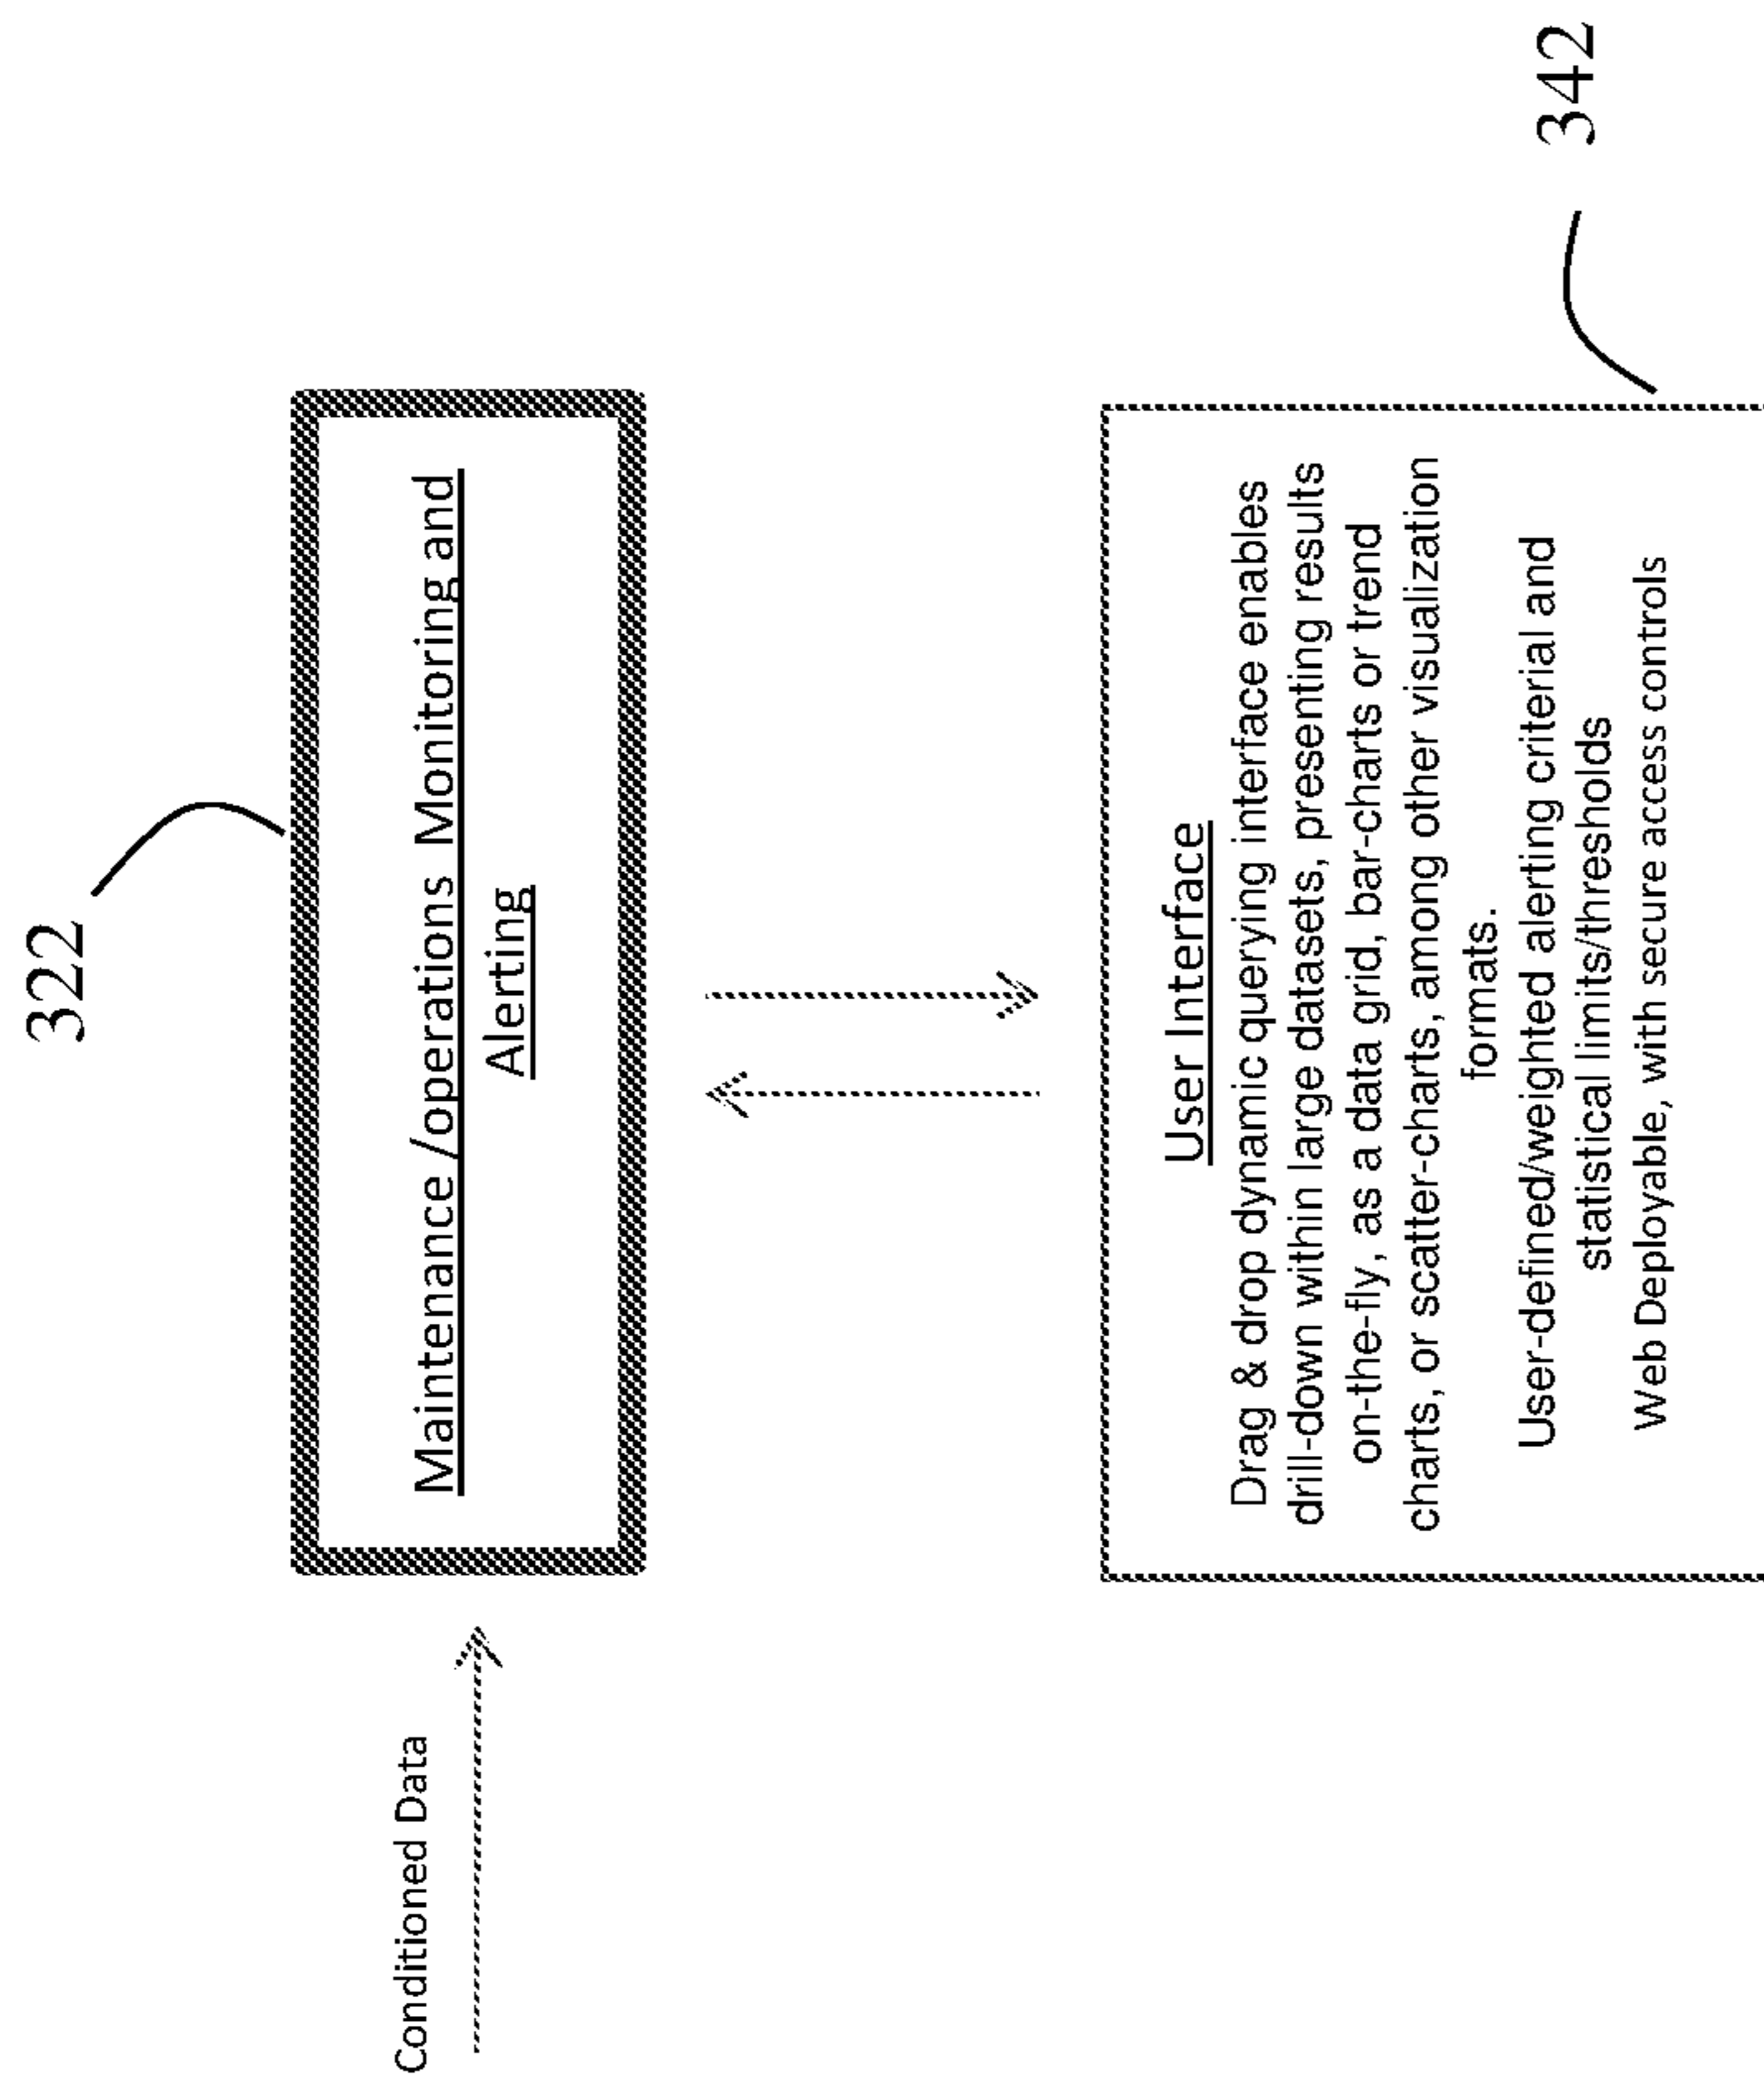 322
Conditioned Data
Maintenance /operations Monitoring and
Alerting
User Interface
Drag & drop dynamic querying interface enables
drill-down within large datasets, presenting results
on-the-fly, as a data grid, bar-charts or trend
charts, or scatter-charts, among other visualization
formats.
User-defined/weighted alerting criterial and
statistical limits/thresholds
Web Deployable, with secure access controls
342